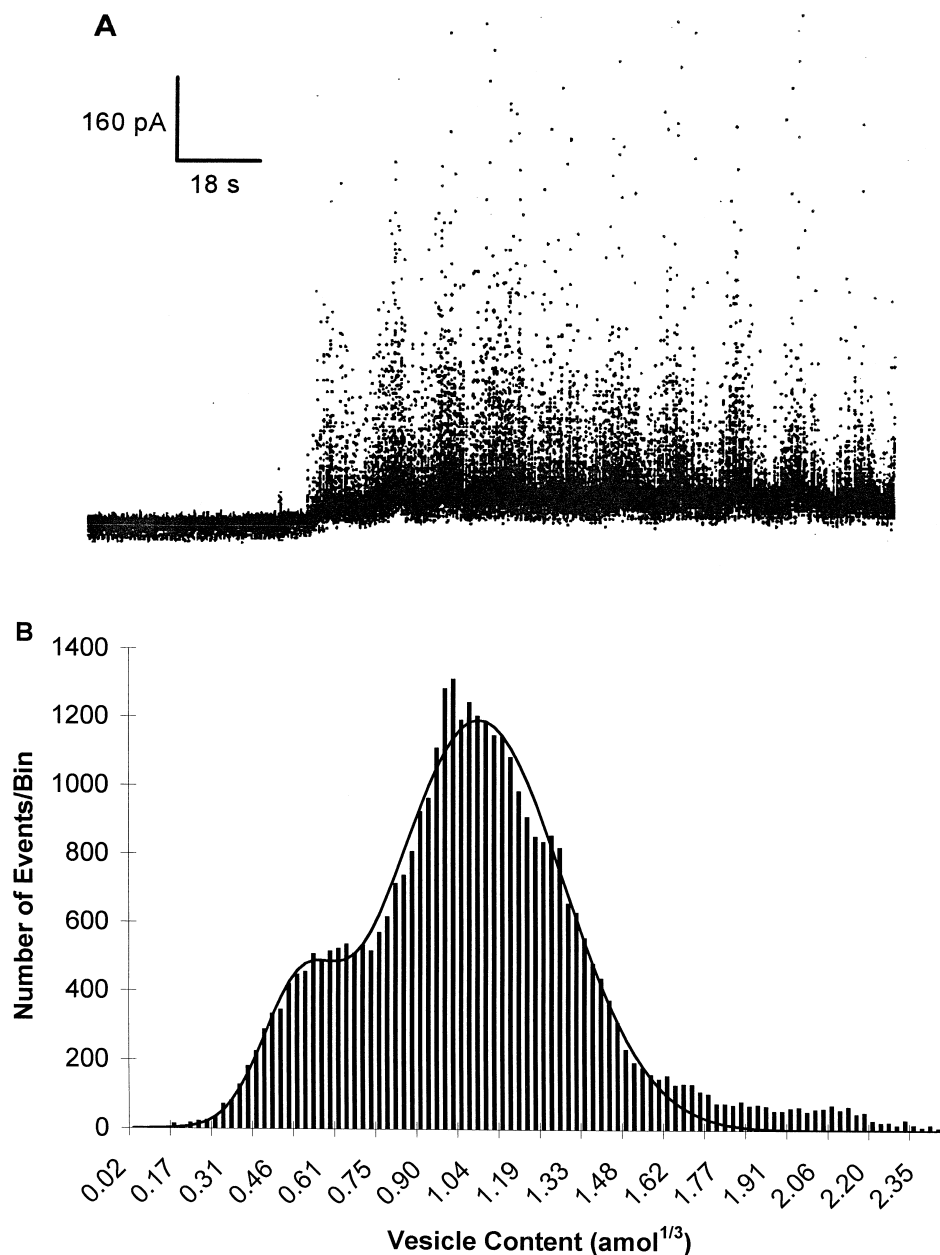 A
160 pA
18 s
B
1400
1200
1000
800
600
400
200
0
Number of Events/Bin
0.02 0.17 0.31 0.46 0.61 0.75 0.90 1.04 1.19 1.33 1.48 1.62 1.77 1.91 2.06 2.20 2.35
Vesicle Content (amol^{1/3})